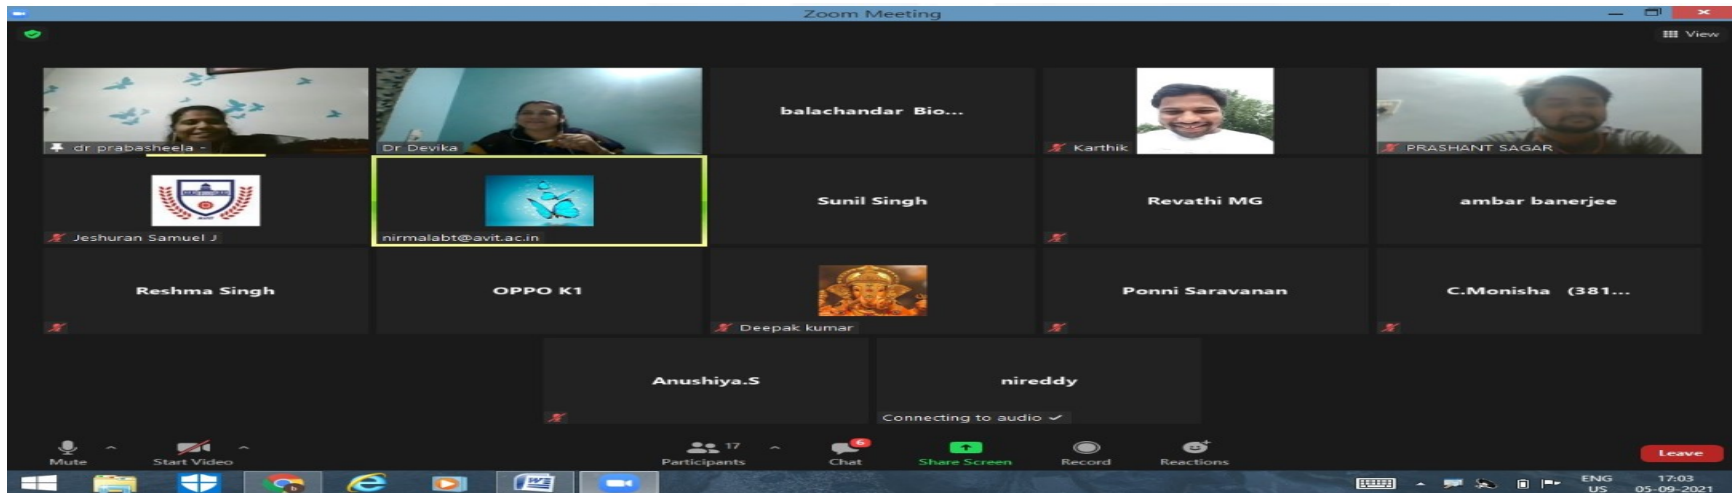 Zoom Meeting
View
dr prabasheela -
Dr Devika
balachandar Bio...
Karthik
PRASHANT SAGAR
Jeshuran Samuel J
nirmalabt@avit.ac.in
Sunil Singh
Revathi MG
ambar banerjee
Reshma Singh
OPPO K1
Deepak kumar
Ponni Saravanan
C.Monisha (381...
Anushiya.S
nireddy
Connecting to audio
Mute
Start Video
17
Participants
6
Chat
Share Screen
Record
Reactions
Leave
ENG
US
17:03
05-09-2021